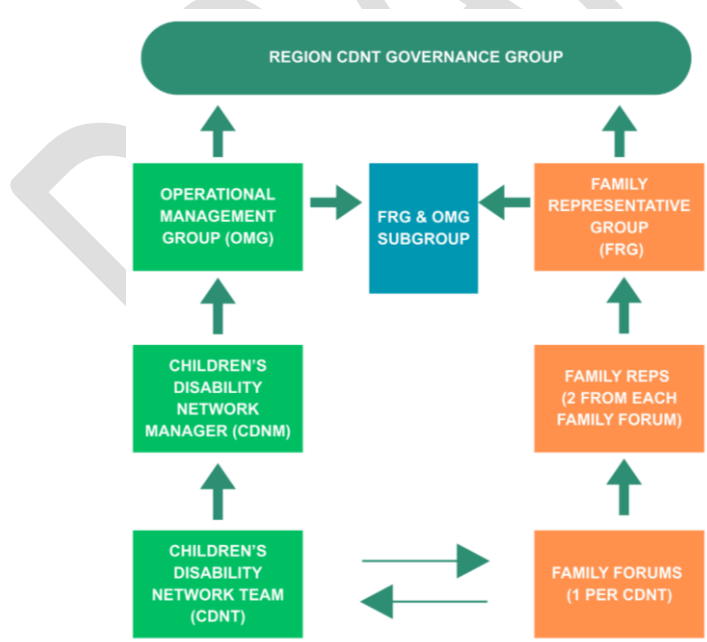 REGION CDNT GOVERNANCE GROUP
OPERATIONAL
MANAGEMENT
GROUP (OMG)
FRG & OMG
SUBGROUP
FAMILY
REPRESENTATIVE
GROUP
(FRG)
CHILDREN'S
DISABILITY
NETWORK
MANAGER (CDNM)
FAMILY REPS
(2 FROM EACH
FAMILY FORUM)
CHILDREN'S
DISABILITY
NETWORK TEAM
(CDNT)
FAMILY FORUMS
(1 PER CDNT)